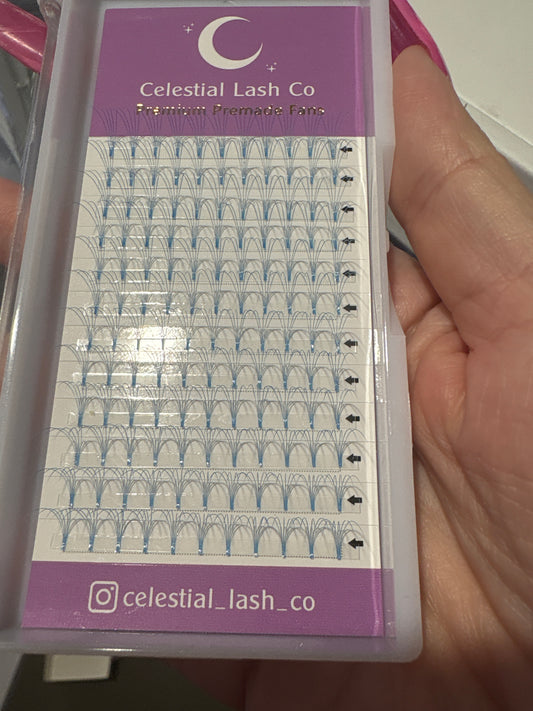 Celestial Lash Co
Premium Premade Fans
celestial_lash_co